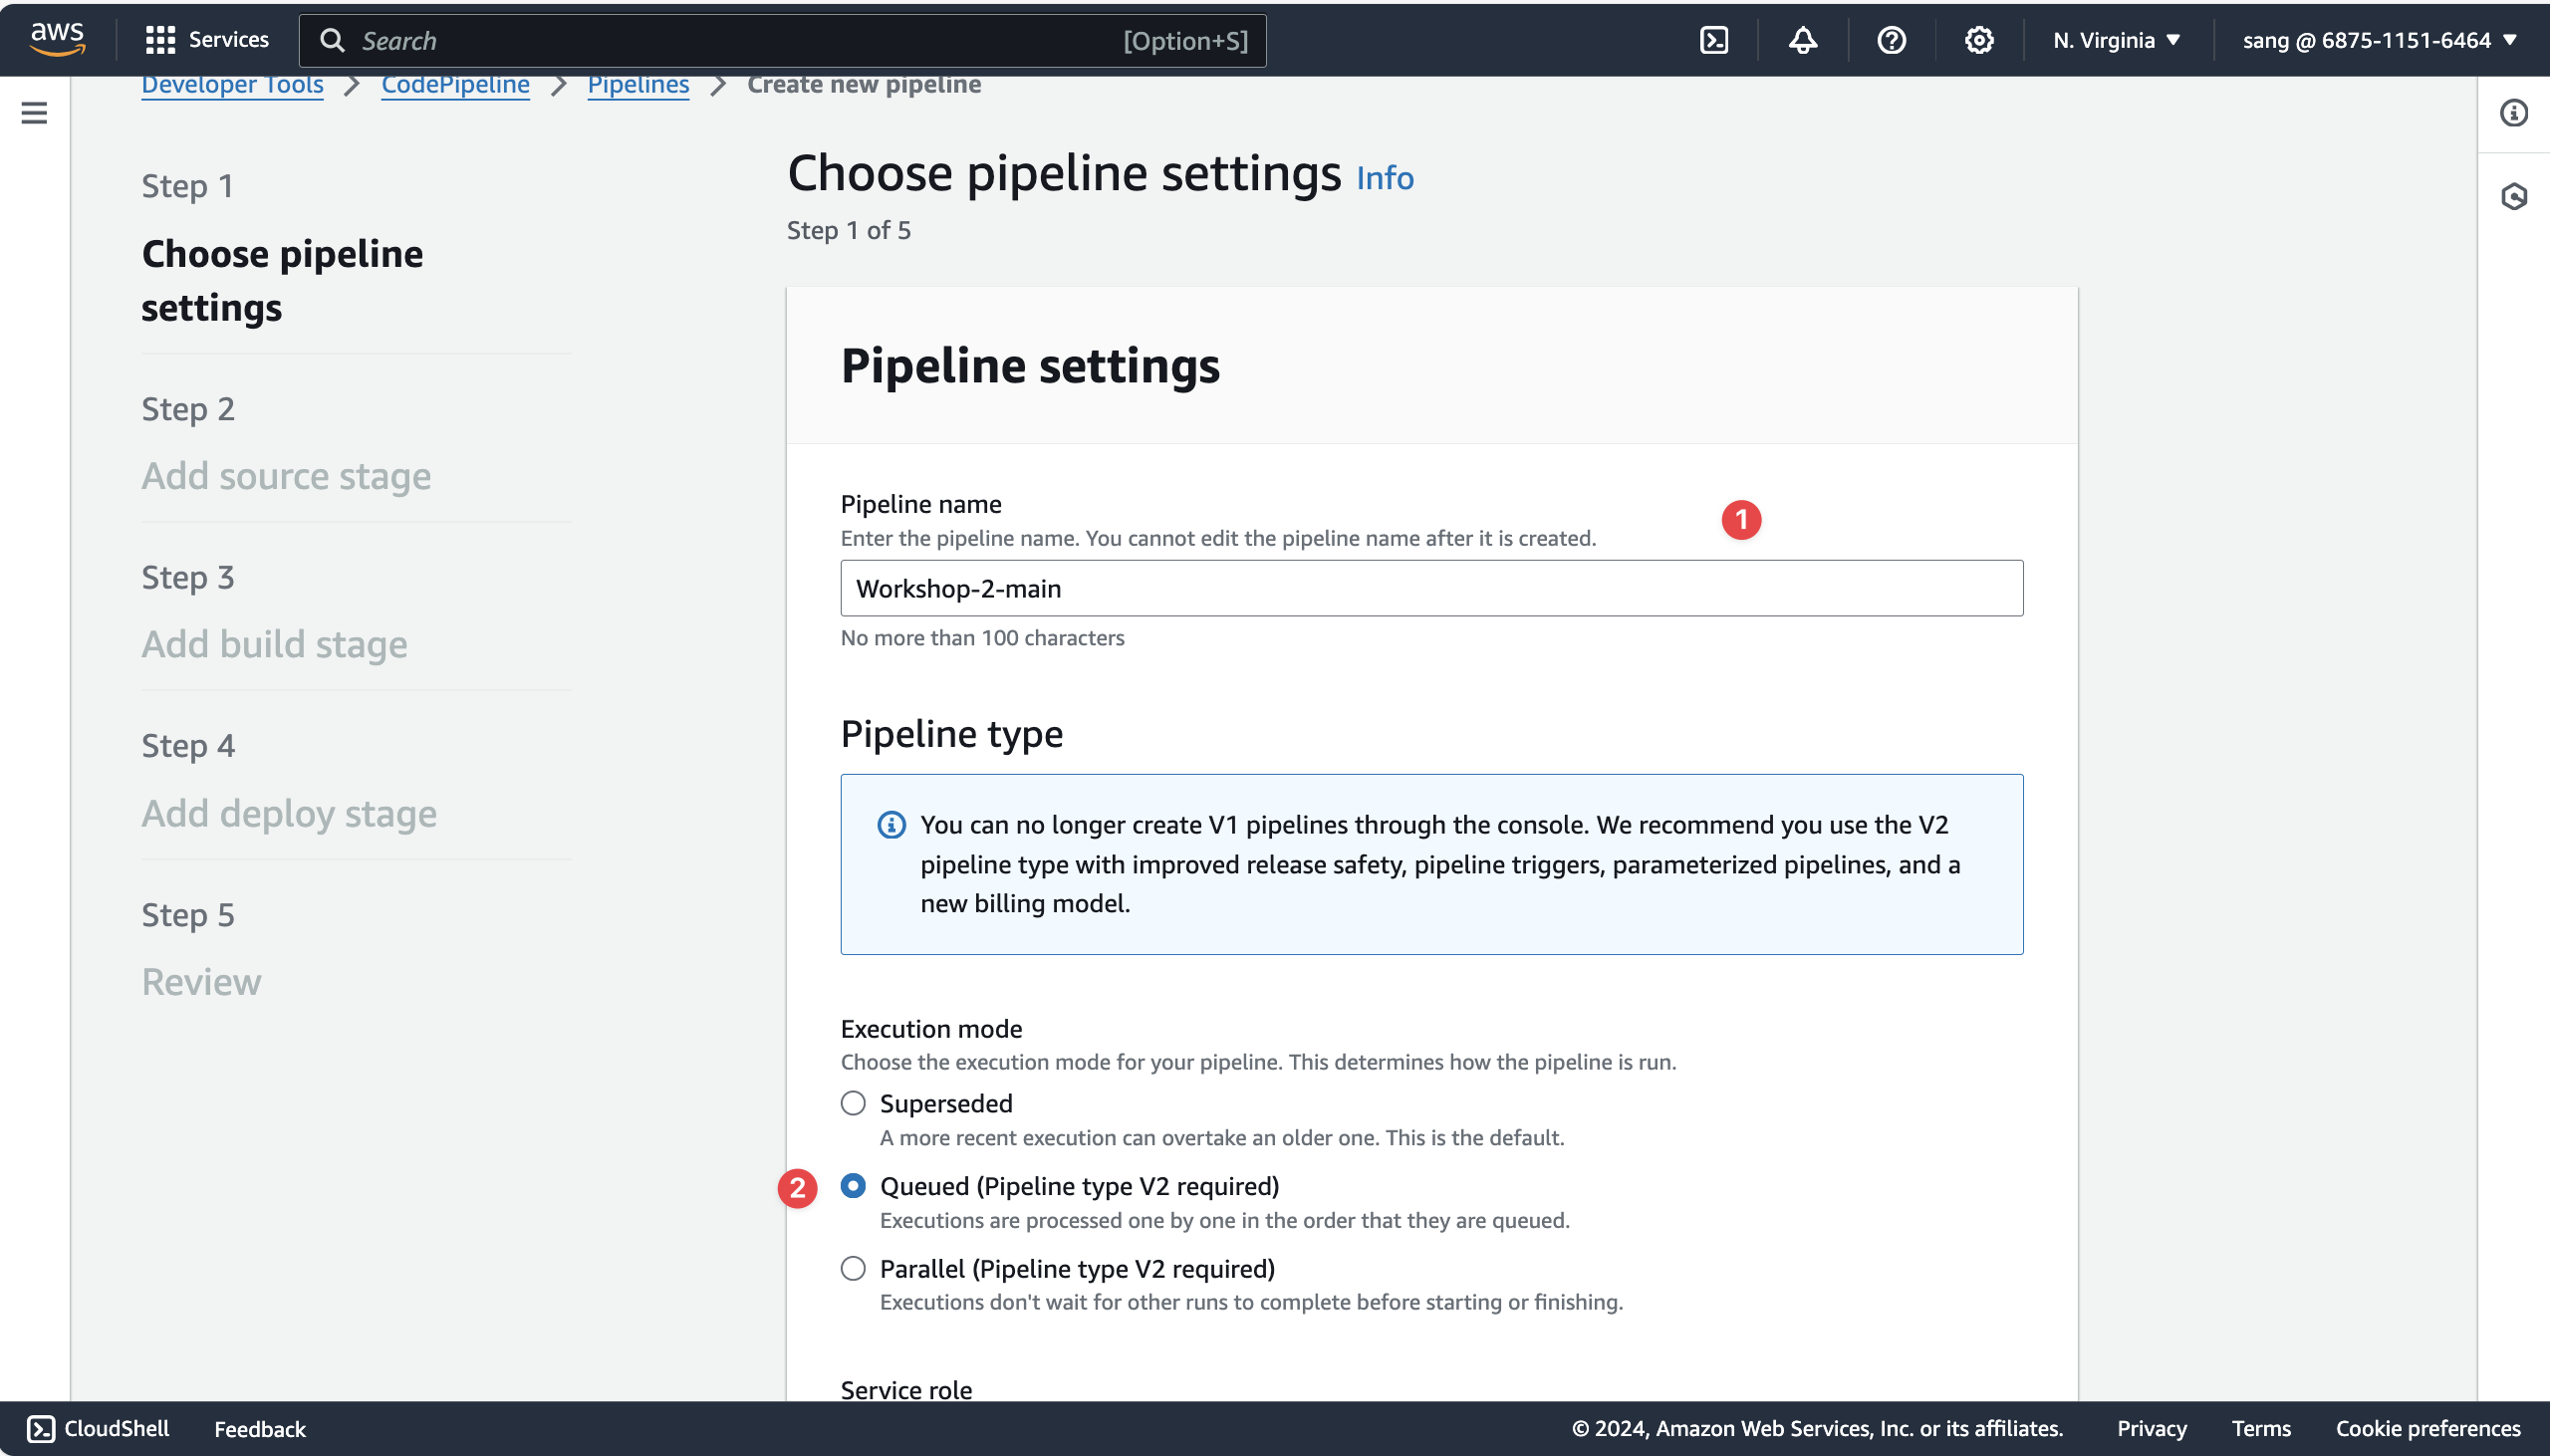 aws
Services
Search
[Option+S]
N. Virginia
sang @ 6875-1151-6464
Developer Tools
CodePipeline
Pipelines
Create new pipeline
Step 1
Choose pipeline
settings
Step 2
Add source stage
Step 3
Add build stage
Step 4
Add deploy stage
Step 5
Review
Choose pipeline settings Info
Step 1 of 5
Pipeline settings
Pipeline name
Enter the pipeline name. You cannot edit the pipeline name after it is created.
1
Workshop-2-main
No more than 100 characters
Pipeline type
You can no longer create V1 pipelines through the console. We recommend you use the V2
pipeline type with improved release safety, pipeline triggers, parameterized pipelines, and a
new billing model.
Execution mode
Choose the execution mode for your pipeline. This determines how the pipeline is run.
Superseded
A more recent execution can overtake an older one. This is the default.
2
Queued (Pipeline type V2 required)
Executions are processed one by one in the order that they are queued.
Parallel (Pipeline type V2 required)
Executions don't wait for other runs to complete before starting or finishing.
Service role
CloudShell
Feedback
© 2024, Amazon Web Services, Inc. or its affiliates.
Privacy
Terms
Cookie preferences